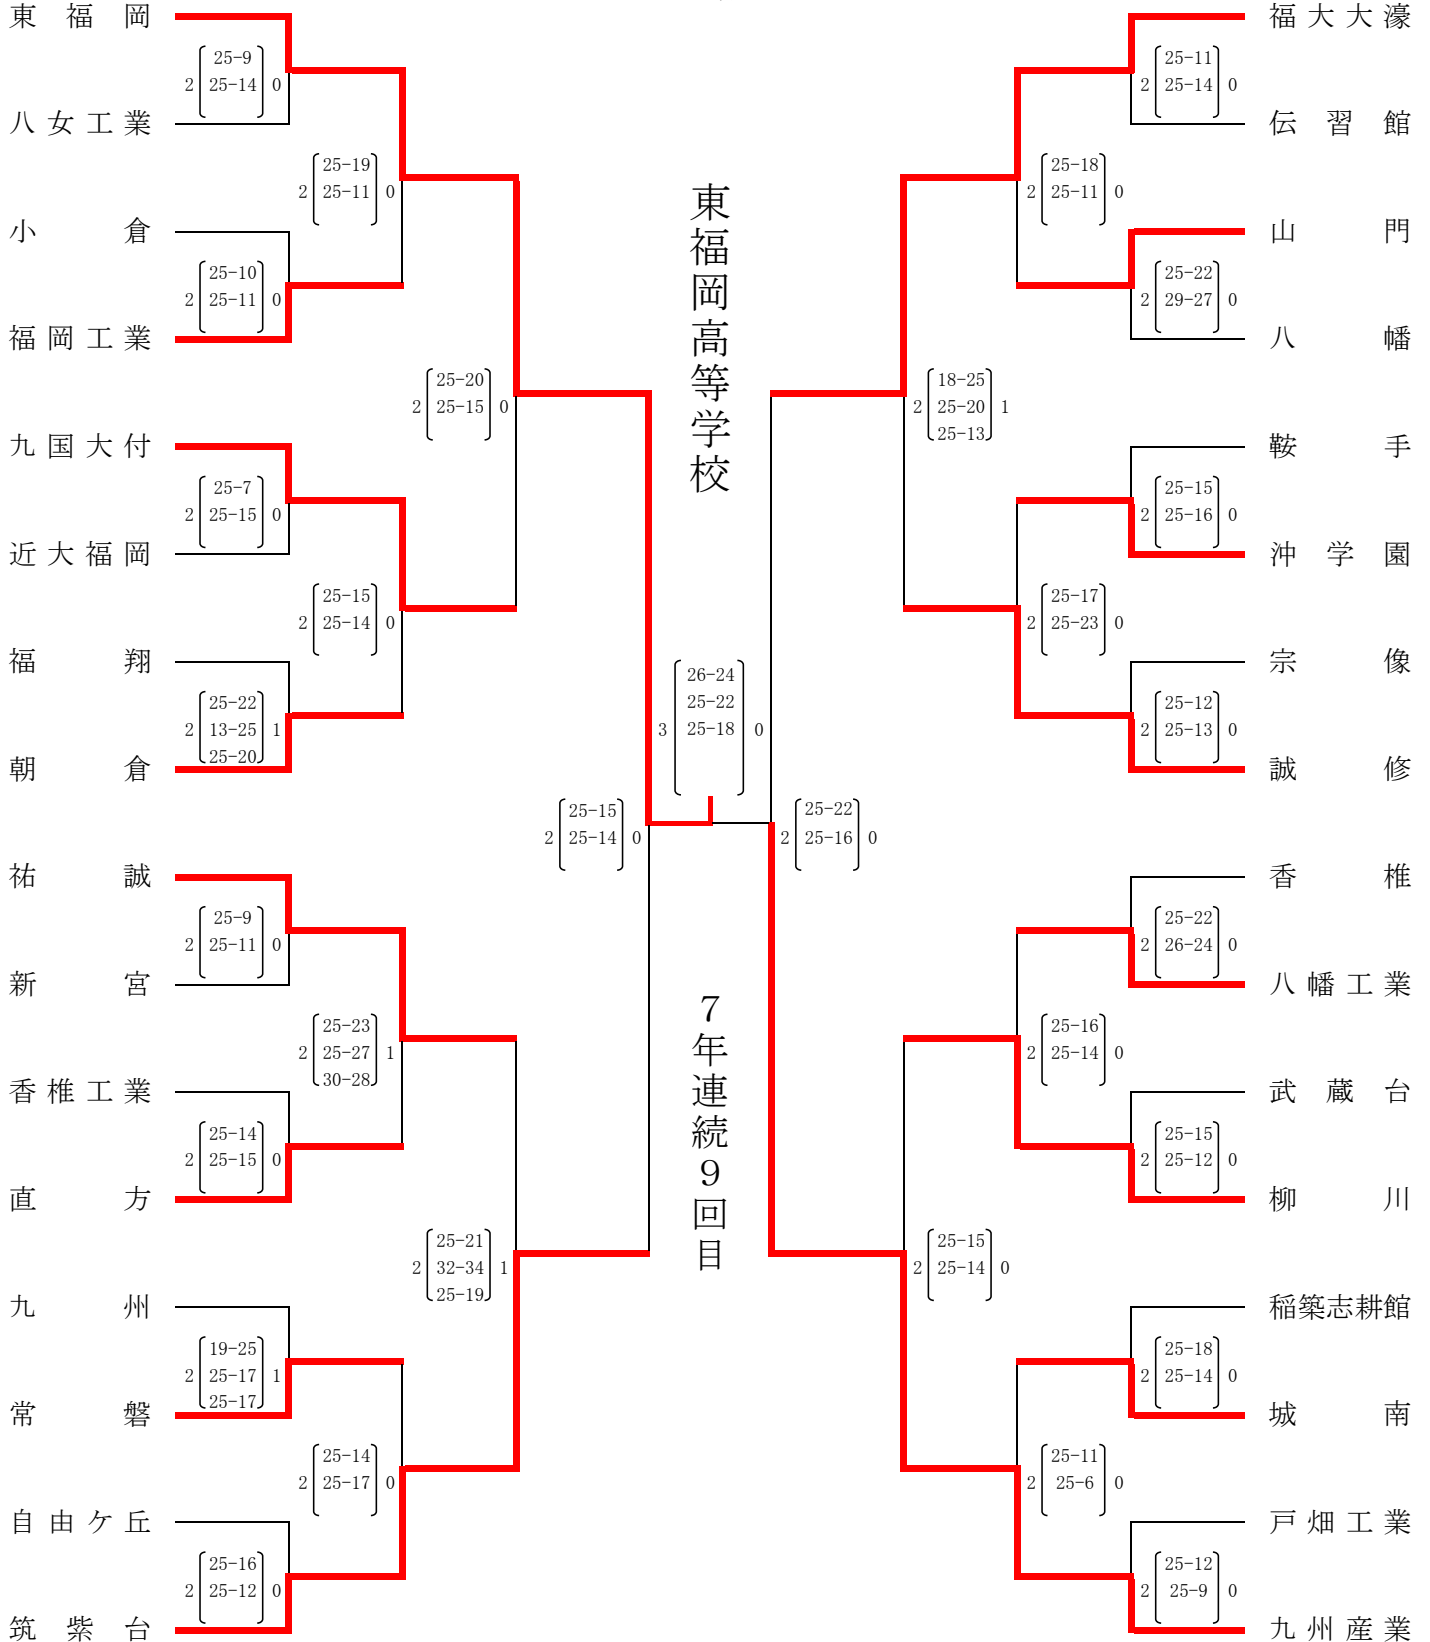 東福岡
25-9
2 25-14 0
八女工業
25-19
2 25-11 0
小倉
25-10
2 25-11 0
福岡工業
25-20
2 25-15 0
九国大付
25-7
2 25-15 0
近大福岡
25-15
2 25-14 0
福翔
25-22
2 13-25 1
25-20
朝倉
25-15
2 25-14 0
祐誠
25-9
2 25-11 0
新宮
25-23
2 25-27 1
30-28
香椎工業
25-14
2 25-15 0
直方
25-21
2 32-34 1
25-19
九州
19-25
2 25-17 1
25-17
常磐
25-14
2 25-17 0
自由ケ丘
25-16
2 25-12 0
筑紫台
東福岡高等学校
26-24
25-22
3 25-18 0
7年連続9回目
福大大濠
25-11
2 25-14 0
伝習館
25-18
2 25-11 0
山門
25-22
2 29-27 0
八幡
18-25
2 25-20 1
25-13
鞍手
25-15
2 25-16 0
沖学園
25-17
2 25-23 0
宗像
25-12
2 25-13 0
誠修
25-22
2 25-16 0
香椎
25-22
2 26-24 0
八幡工業
25-16
2 25-14 0
武蔵台
25-15
2 25-12 0
柳川
25-15
2 25-14 0
稲築志耕館
25-18
2 25-14 0
城南
25-11
2 25-6 0
戸畑工業
25-12
2 25-9 0
九州産業